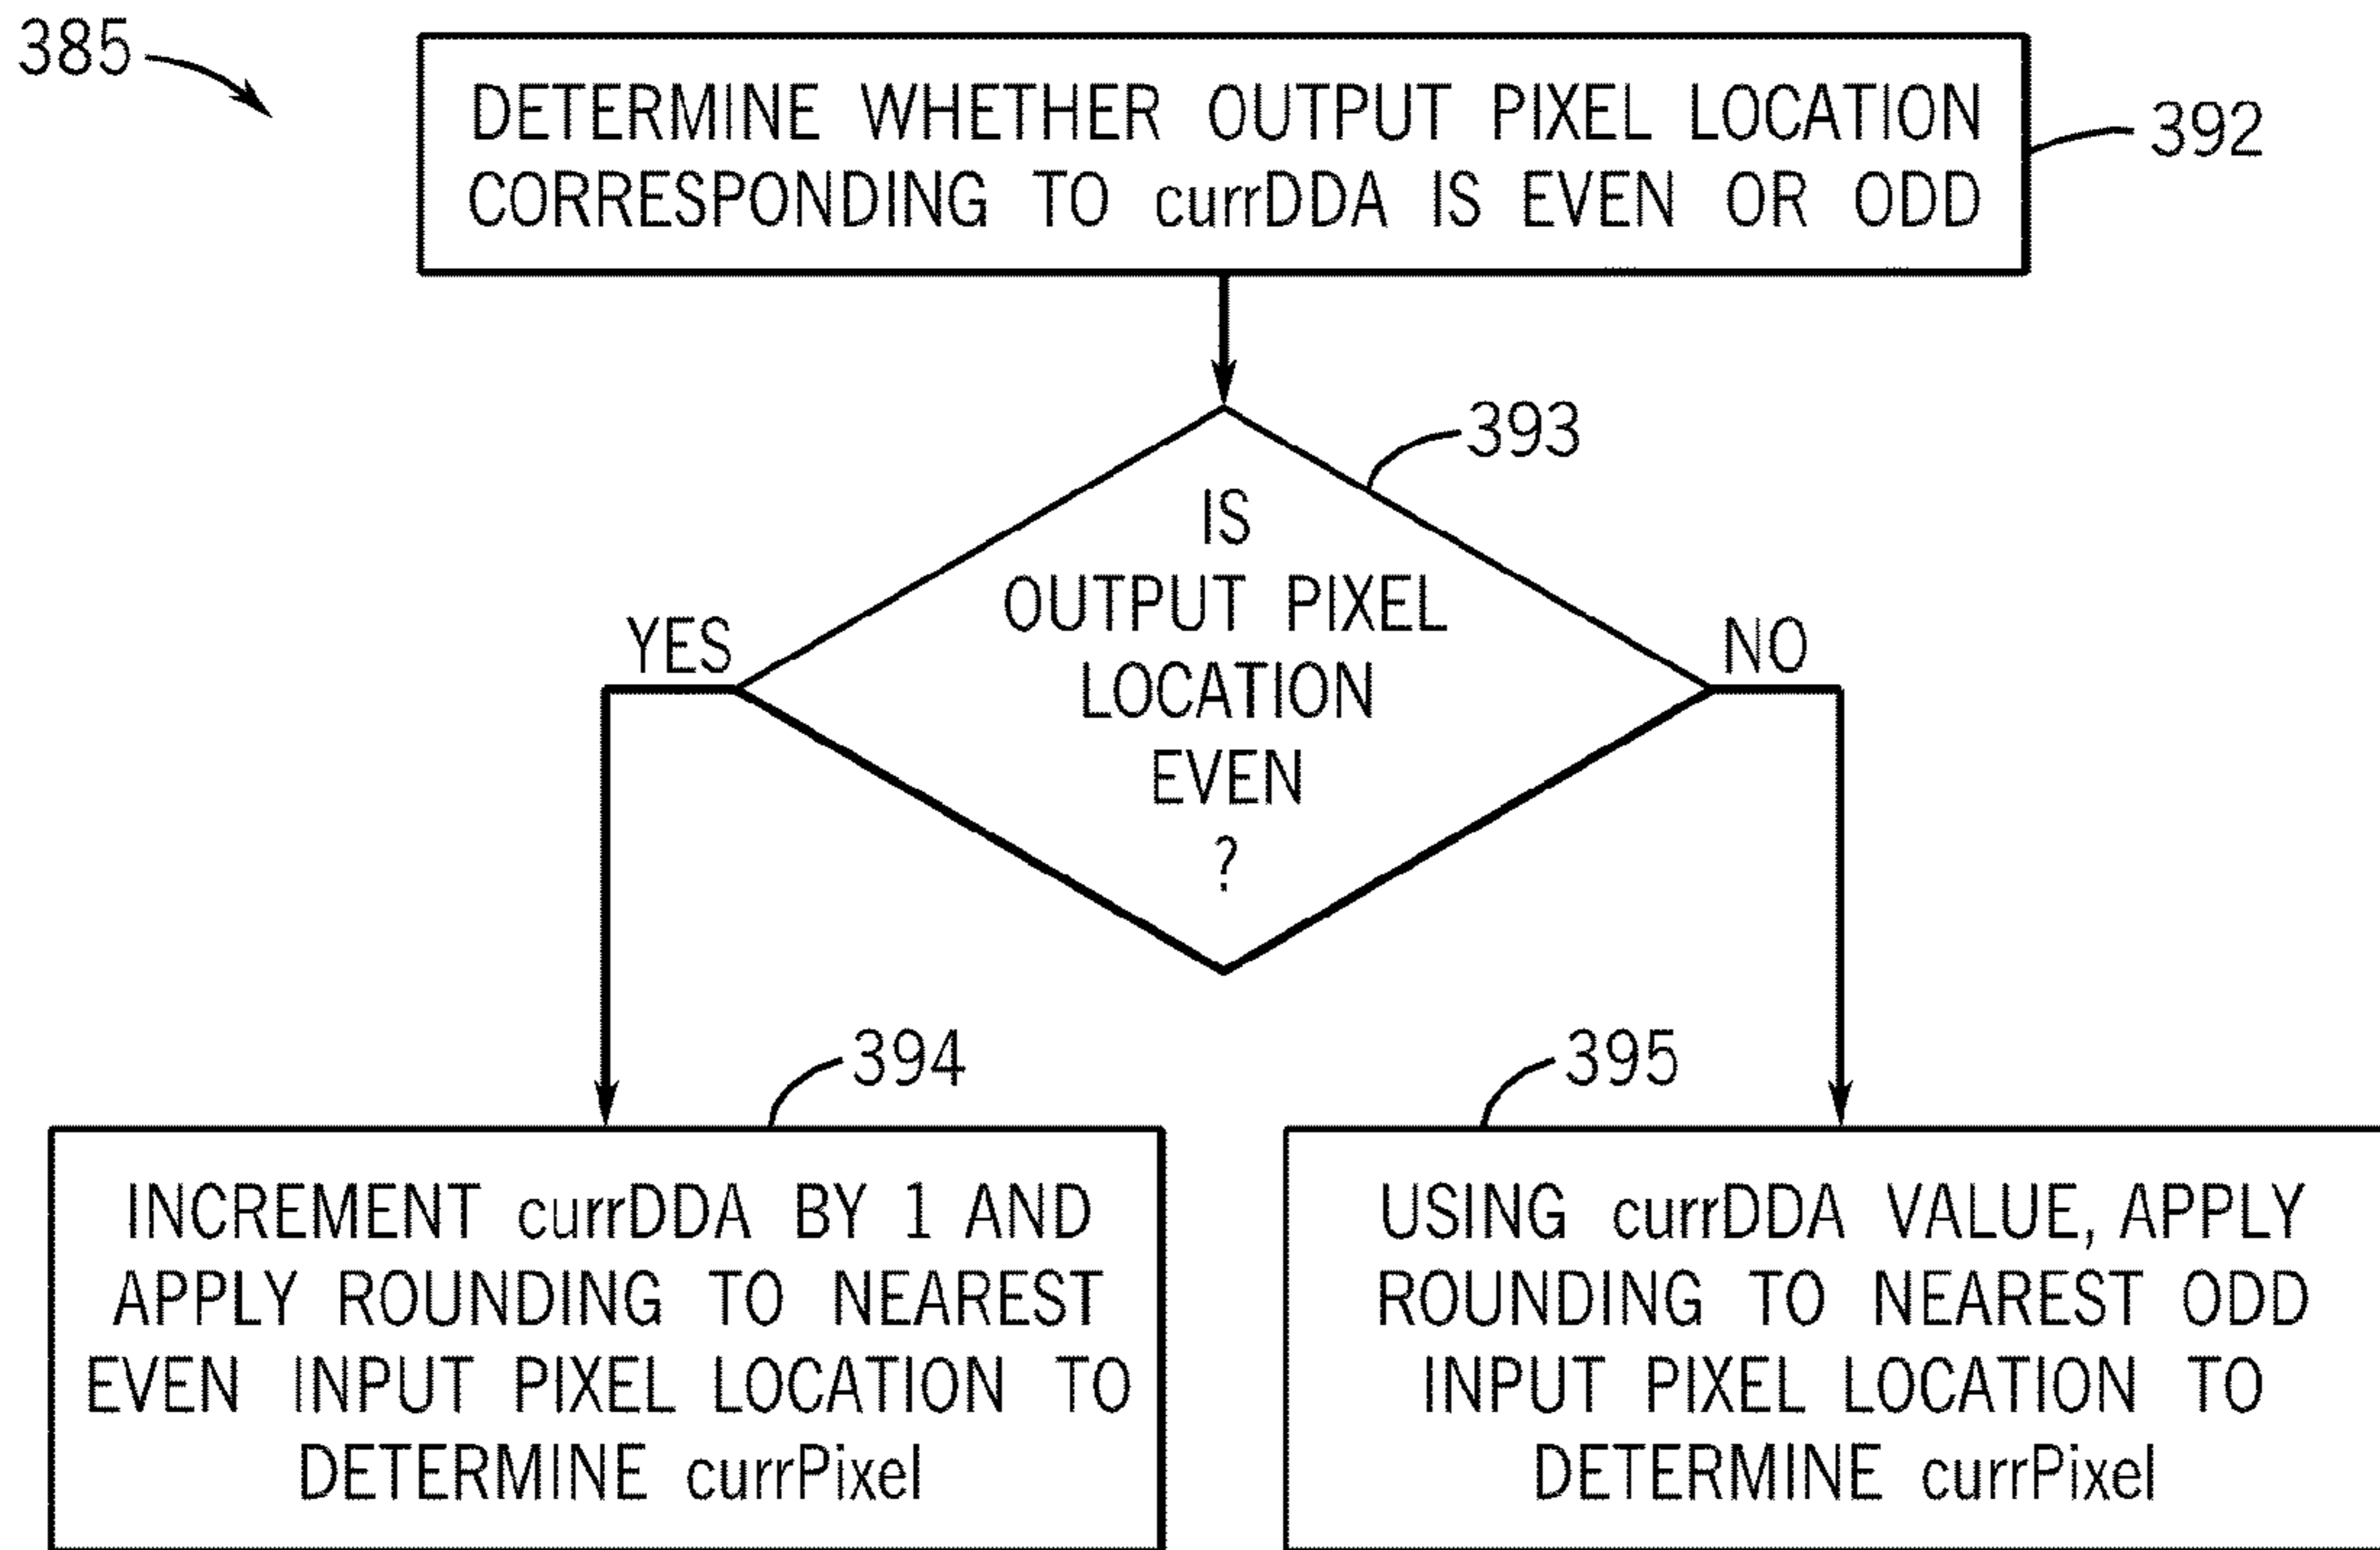 385
DETERMINE WHETHER OUTPUT PIXEL LOCATION
CORRESPONDING TO currDDA IS EVEN OR ODD
392
393
IS
OUTPUT PIXEL
LOCATION
EVEN
?
YES
NO
394
INCREMENT currDDA BY 1 AND
APPLY ROUNDING TO NEAREST
EVEN INPUT PIXEL LOCATION TO
DETERMINE currPixel
395
USING currDDA VALUE, APPLY
ROUNDING TO NEAREST ODD
INPUT PIXEL LOCATION TO
DETERMINE currPixel